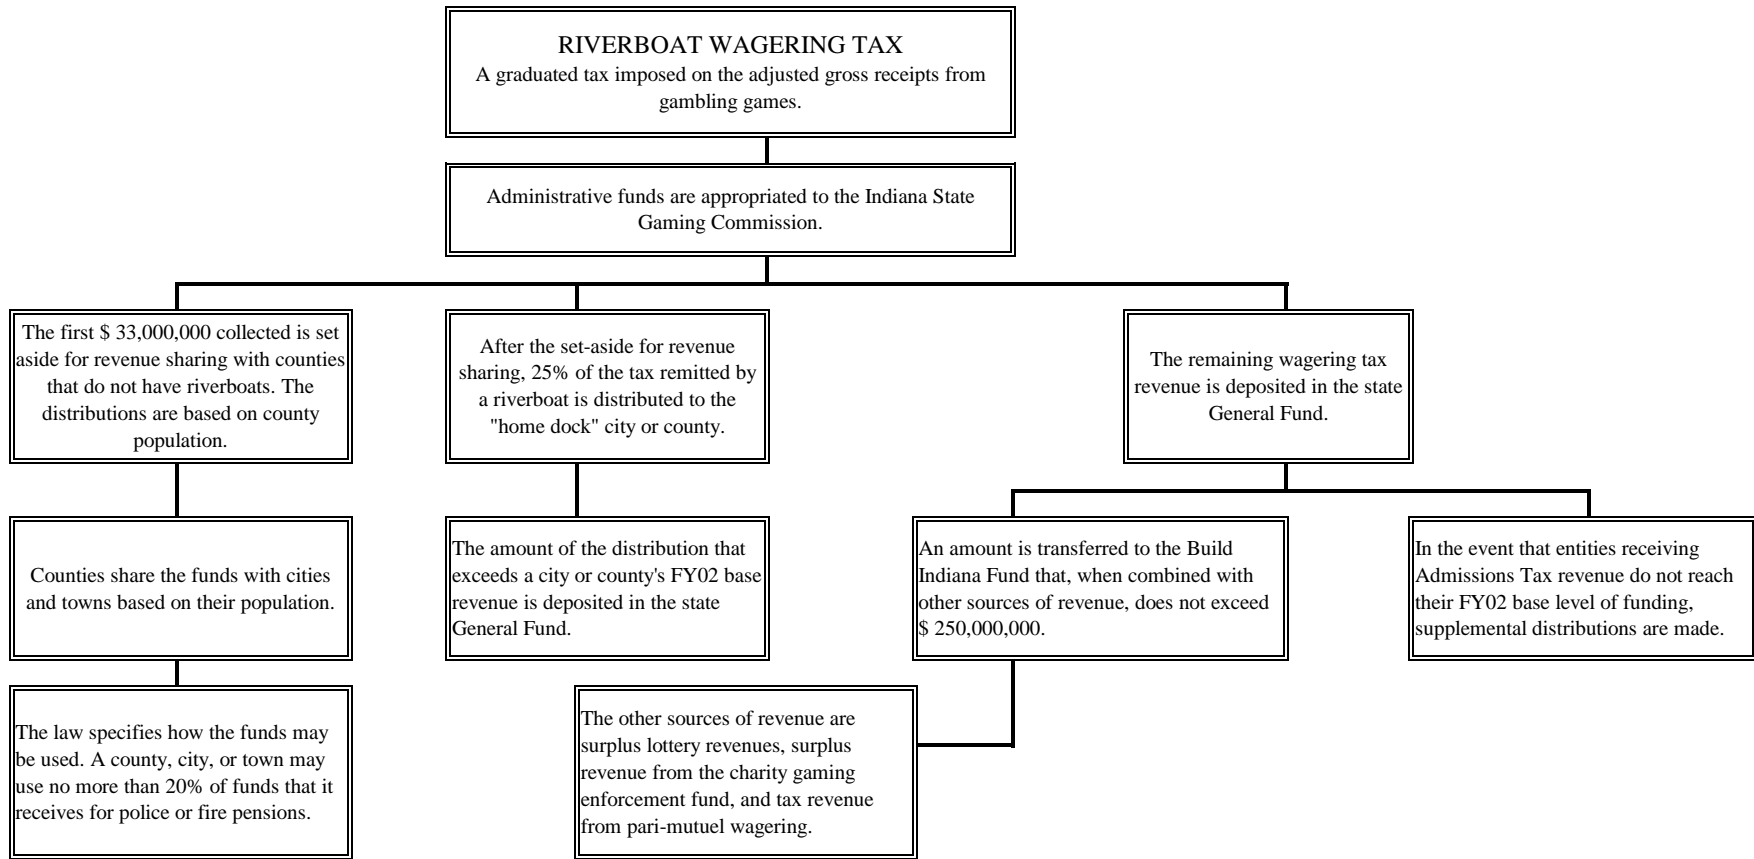 RIVERBOAT WAGERING TAX
A graduated tax imposed on the adjusted gross receipts from
gambling games.
Administrative funds are appropriated to the Indiana State
Gaming Commission.
The first $ 33,000,000 collected is set
aside for revenue sharing with counties
that do not have riverboats. The
distributions are based on county
population.
After the set-aside for revenue
sharing, 25% of the tax remitted by
a riverboat is distributed to the
"home dock" city or county.
The remaining wagering tax
revenue is deposited in the state
General Fund.
Counties share the funds with cities
and towns based on their population.
The amount of the distribution that
exceeds a city or county's FY02 base
revenue is deposited in the state
General Fund.
An amount is transferred to the Build
Indiana Fund that, when combined with
other sources of revenue, does not exceed
$ 250,000,000.
In the event that entities receiving
Admissions Tax revenue do not reach
their FY02 base level of funding,
supplemental distributions are made.
The law specifies how the funds may
be used. A county, city, or town may
use no more than 20% of funds that it
receives for police or fire pensions.
The other sources of revenue are
surplus lottery revenues, surplus
revenue from the charity gaming
enforcement fund, and tax revenue
from pari-mutuel wagering.